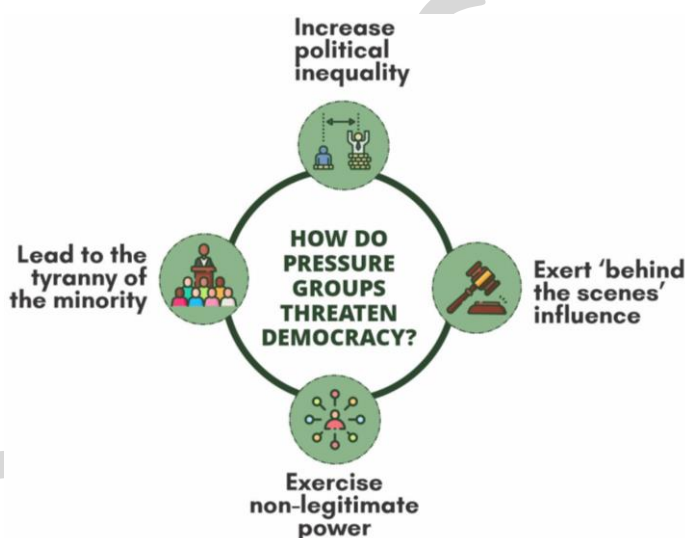 Increase
political
inequality
HOW DO
PRESSURE
GROUPS
THREATEN
DEMOCRACY?
Lead to the
tyranny of
the minority
Exert ‘behind
the scenes’
influence
Exercise
non-legitimate
power